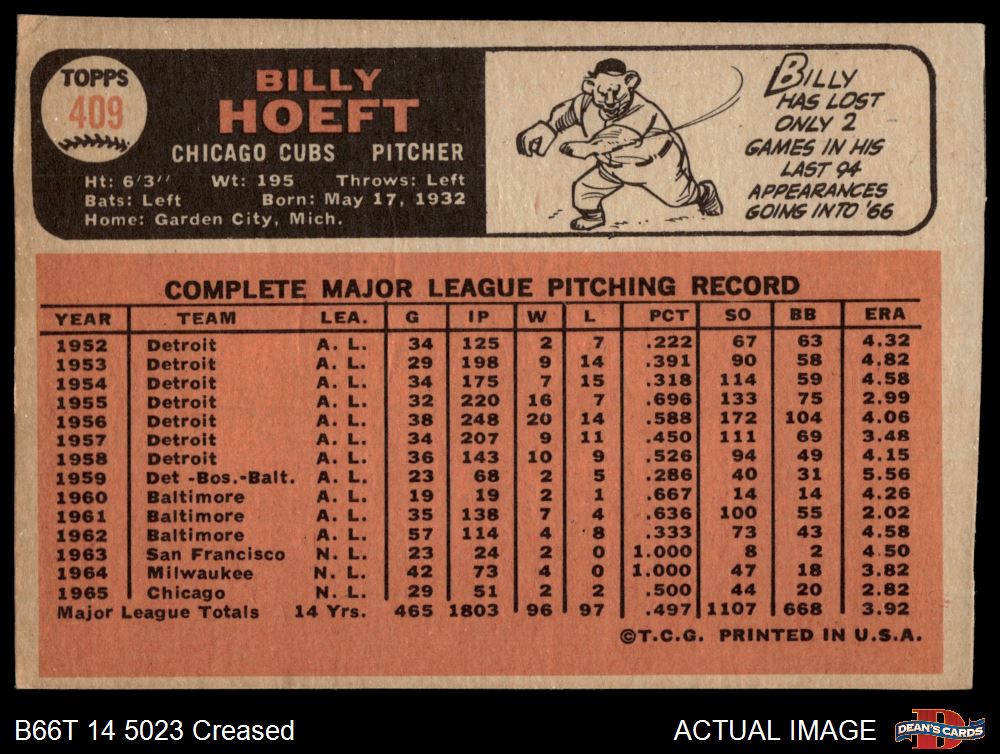 TOPPS
409
BILLY
HOEFT
CHICAGO CUBS PITCHER
Ht: 6'3" Wt: 195 Throws: Left
Bats: Left Born: May 17, 1932
Home: Garden City, Mich.
BILLY
HAS LOST
ONLY 2
GAMES IN HIS
LAST 94
APPEARANCES
GOING INTO '66
COMPLETE MAJOR LEAGUE PITCHING RECORD
YEAR TEAM LEA. G IP W L PCT SO BB ERA
1952 Detroit A. L. 34 125 2 7 .222 67 63 4.32
1953 Detroit A. L. 29 198 9 14 .391 90 58 4.82
1954 Detroit A. L. 34 175 7 15 .318 114 59 4.58
1955 Detroit A. L. 32 220 16 7 .696 133 75 2.99
1956 Detroit A. L. 38 248 20 14 .588 172 104 4.06
1957 Detroit A. L. 34 207 9 11 .450 111 69 3.48
1958 Detroit A. L. 36 143 10 9 .526 94 49 4.15
1959 Det -Bos.-Balt. A. L. 23 68 2 5 .286 40 31 5.56
1960 Baltimore A. L. 19 19 2 1 .667 14 14 4.26
1961 Baltimore A. L. 35 138 7 4 .636 100 55 2.02
1962 Baltimore A. L. 57 114 4 8 .333 73 43 4.58
1963 San Francisco N. L. 23 24 2 0 1.000 8 2 4.50
1964 Milwaukee N. L. 42 73 4 0 1.000 47 18 3.82
1965 Chicago N. L. 29 51 2 2 .500 44 20 2.82
Major League Totals 14 Yrs. 465 1803 96 97 .497 1107 668 3.92
©T.C.G. PRINTED IN U.S.A.
B66T 14 5023 Creased
ACTUAL IMAGE
DEAN'S CARDS